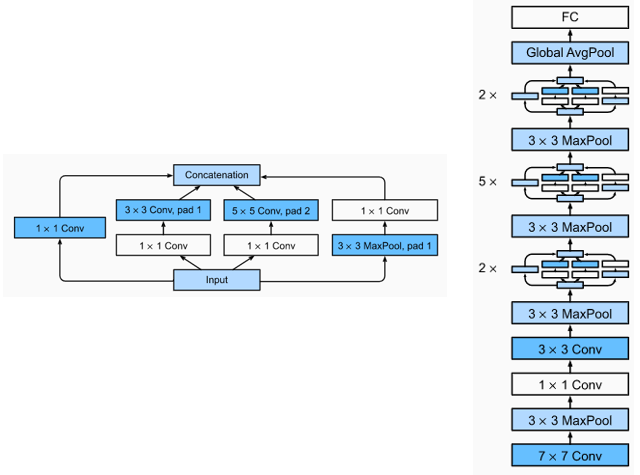 Concatenation
3 × 3 Conv, pad 1
5 × 5 Conv, pad 2
1 × 1 Conv
1 × 1 Conv
1 × 1 Conv
1 × 1 Conv
3 × 3 MaxPool, pad 1
Input
FC
Global AvgPool
2 ×
3 × 3 MaxPool
5 ×
3 × 3 MaxPool
2 ×
3 × 3 MaxPool
3 × 3 Conv
1 × 1 Conv
3 × 3 MaxPool
7 × 7 Conv